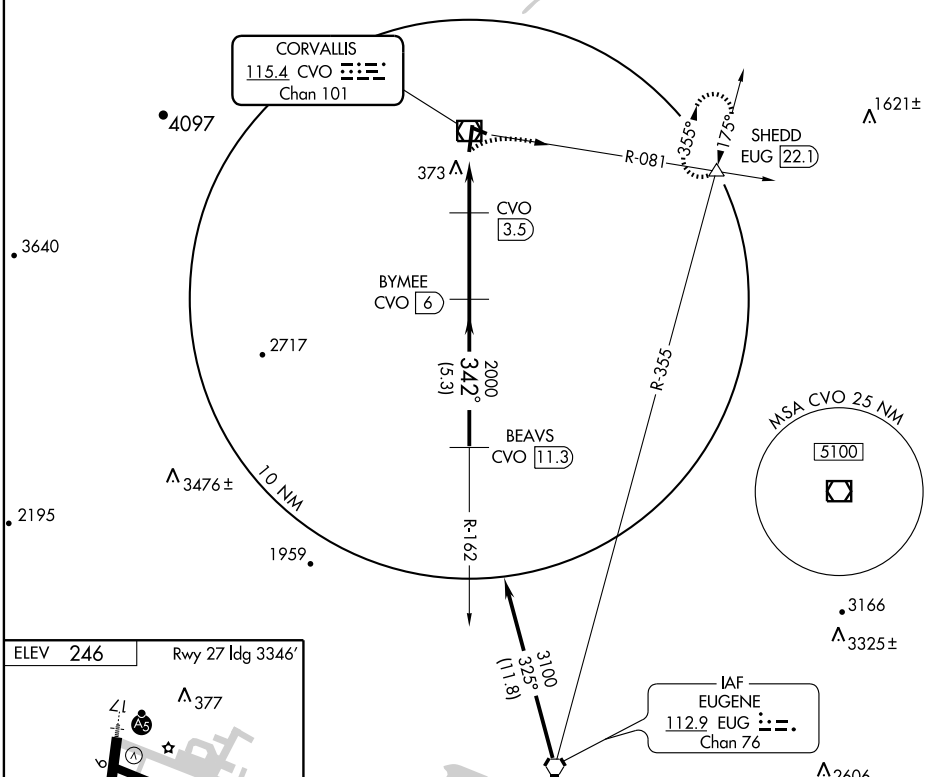 CORVALLIS
115.4 CVO
Chan 101
4097
1621±
355°
175°
SHEDD
EUG 22.1
R-081
373
CVO
3.5
3640
BYMEE
CVO 6
2717
2000
342°
(5.3)
R-355
MSA CVO 25 NM
5100
BEAVS
CVO 11.3
3476±
10 NM
2195
R-162
1959
3166
3325±
3100
325°
(11.8)
ELEV 246
Rwy 27 ldg 3346'
377
17
A5
9
IAF
EUGENE
112.9 EUG
Chan 76
2606